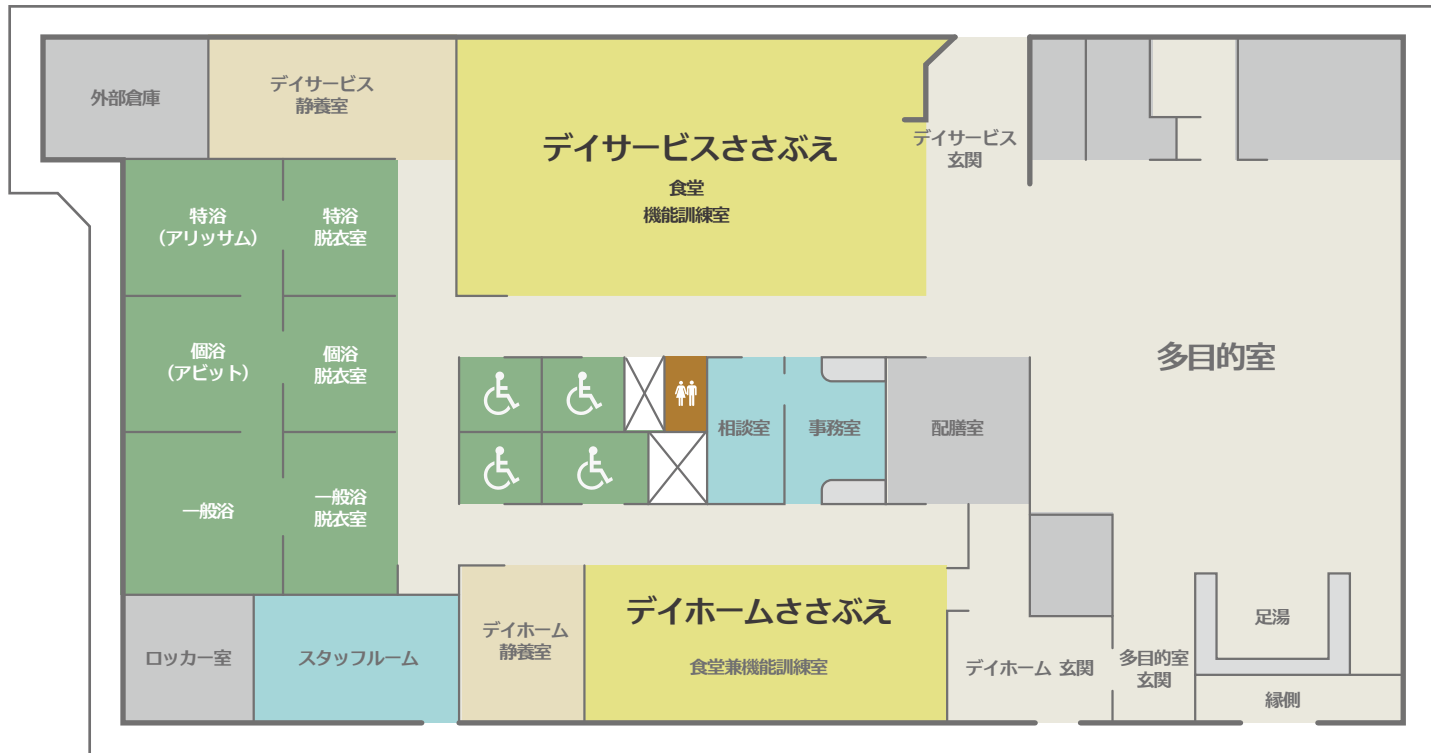 外部倉庫
デイサービス
静養室
デイサービスささぶえ
食堂
機能訓練室
デイサービス
玄関
特浴
（アリッサム）
特浴
脱衣室
個浴
（アビット）
個浴
脱衣室
一般浴
一般浴
脱衣室
相談室
事務室
配膳室
多目的室
ロッカー室
スタッフルーム
デイホーム
静養室
デイホームささぶえ
食堂兼機能訓練室
デイホーム 玄関
多目的室
玄関
足湯
縁側